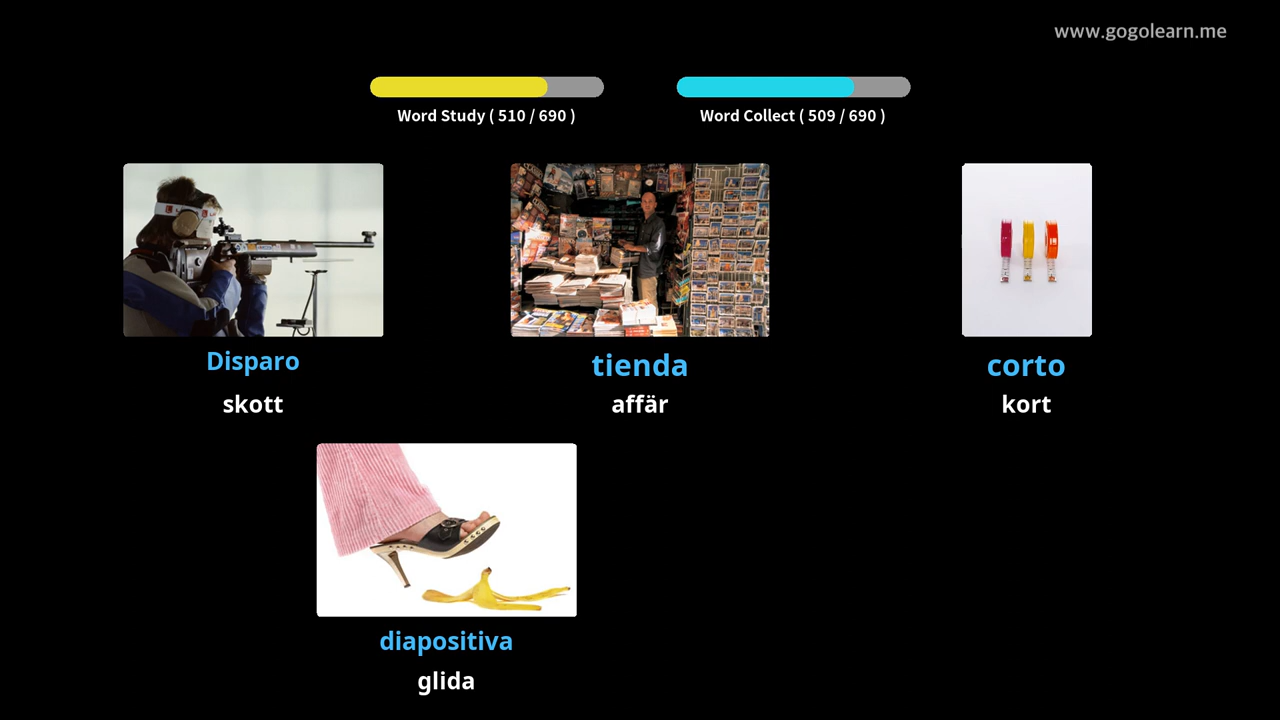 www.gogolearn.me
Word Study ( 510 / 690 )
Word Collect ( 509 / 690 )
Disparo
skott
tienda
affär
corto
kort
diapositiva
glida